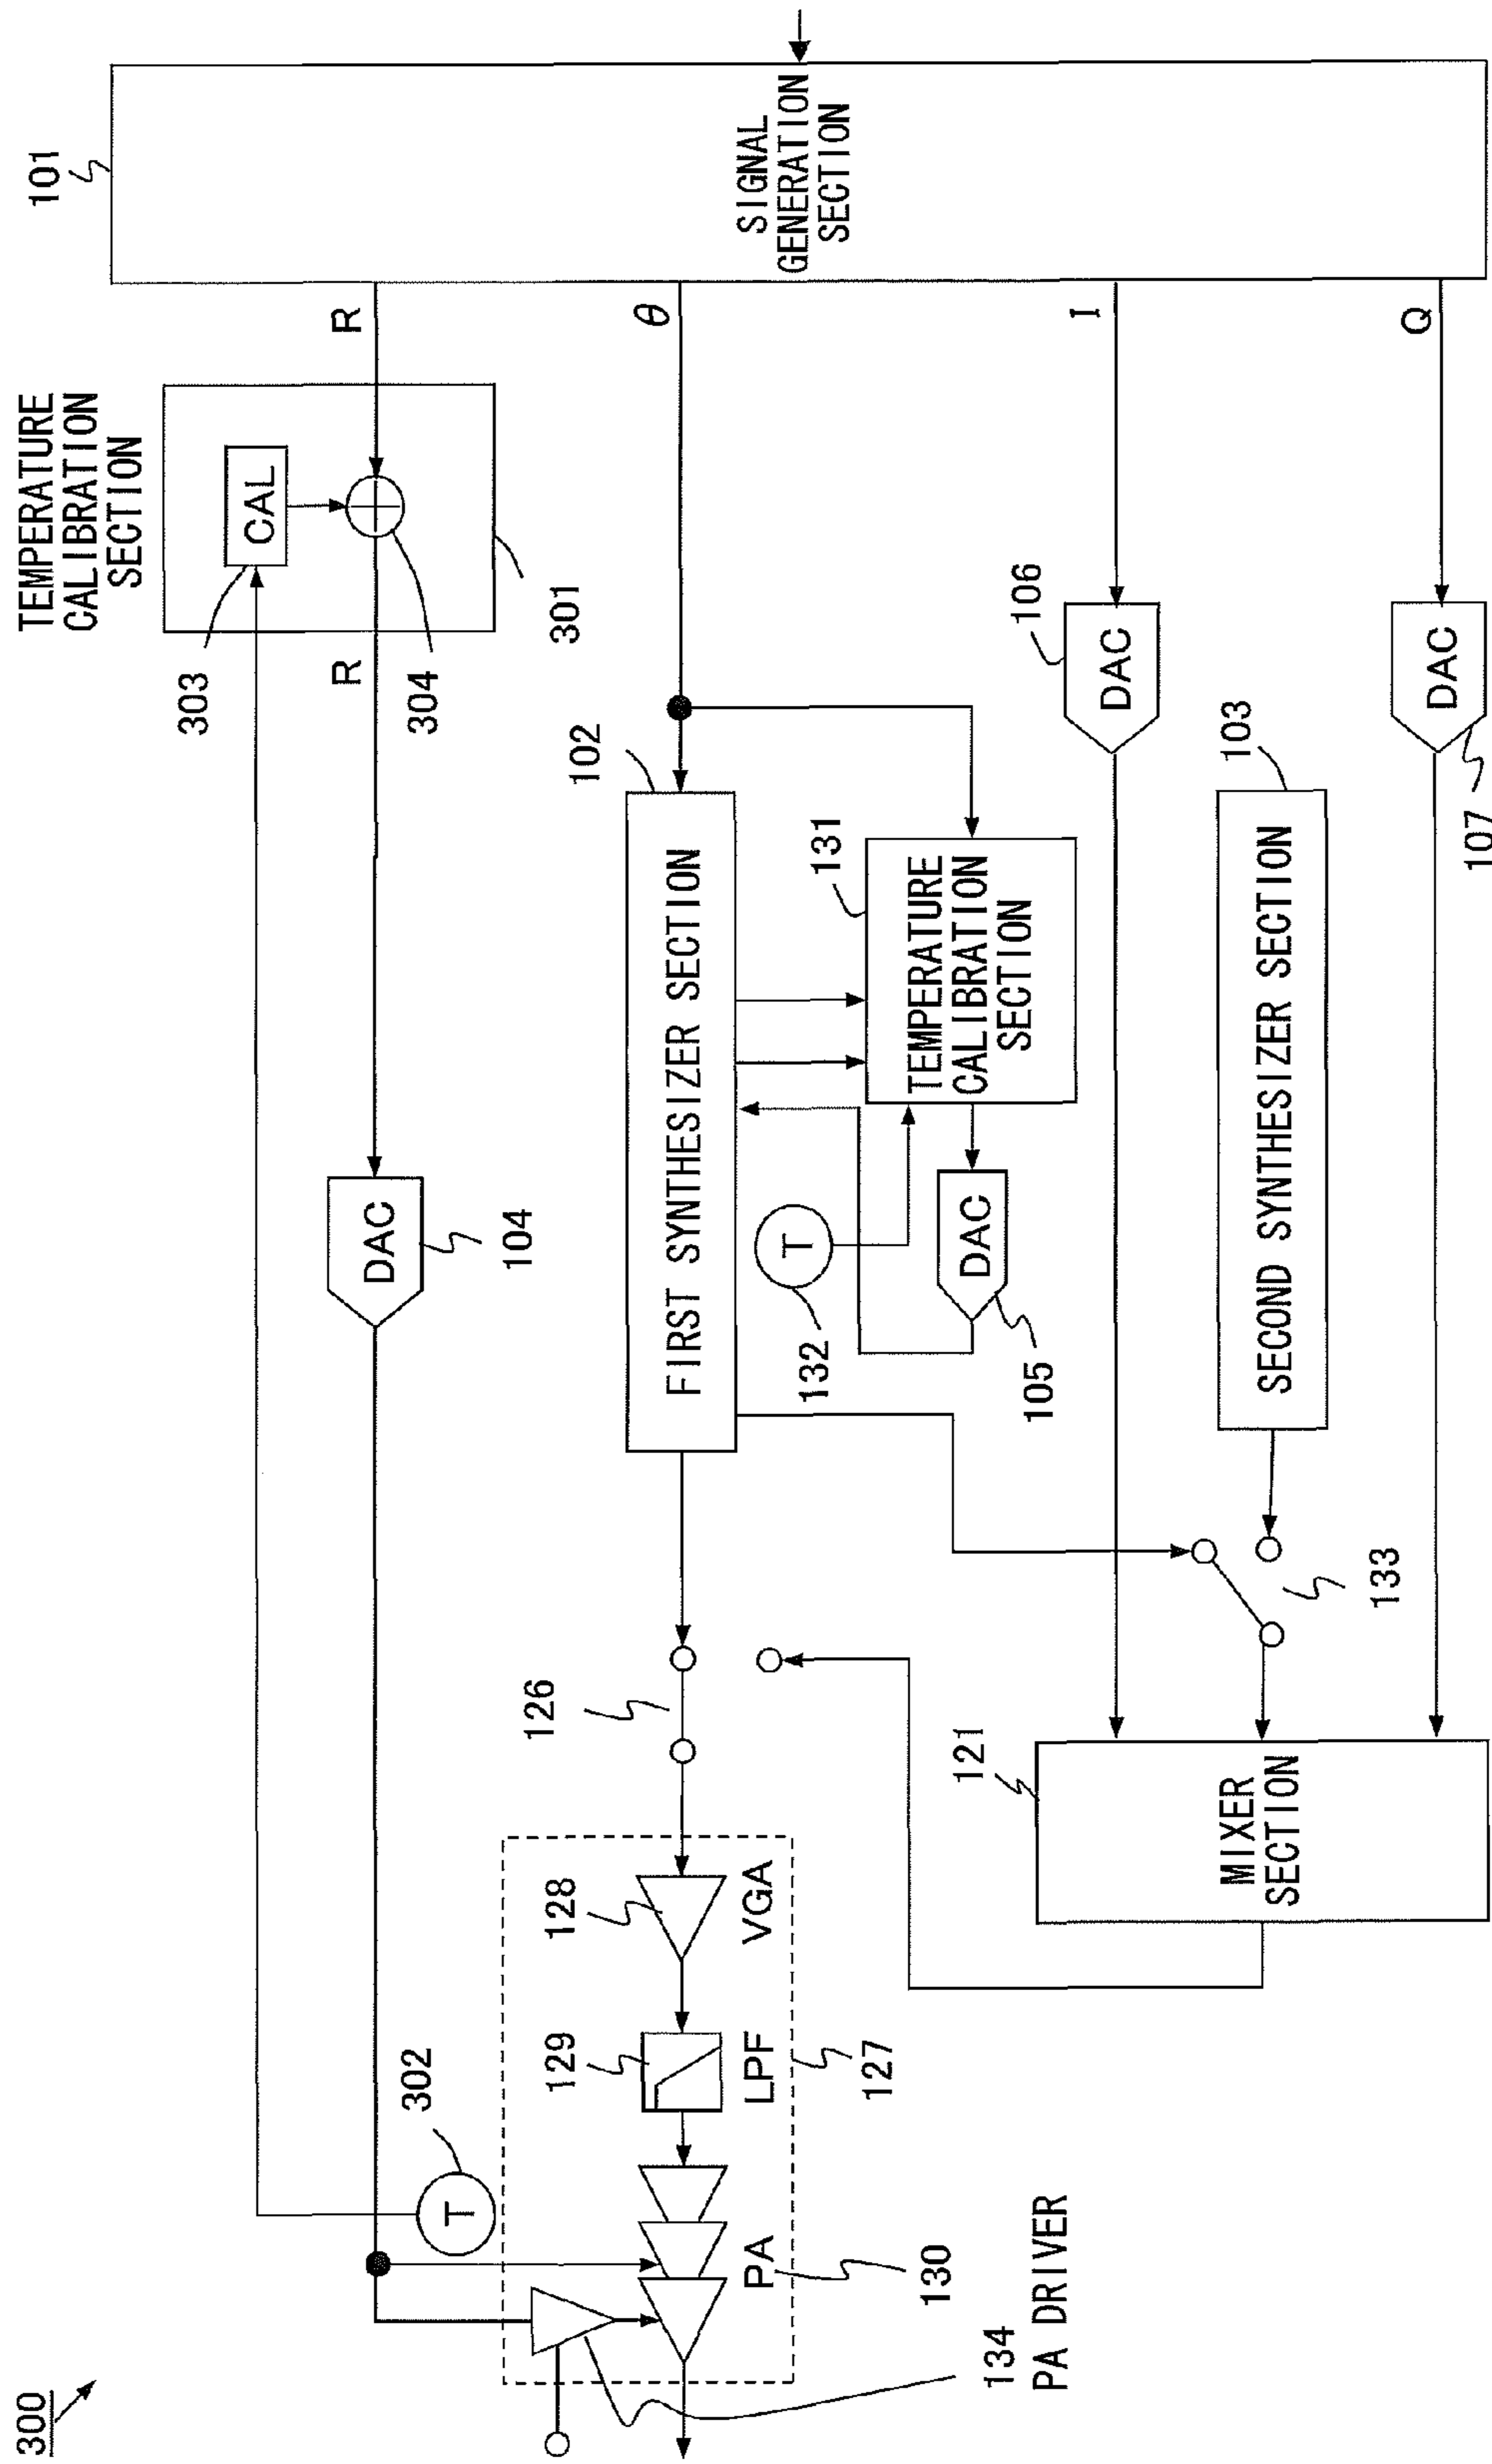 300
TEMPERATURE
CALIBRATION
SECTION
101
303
CAL
R
R
304
301
SIGNAL
GENERATION
SECTION
θ
I
Q
DAC
104
102
FIRST SYNTHESIZER SECTION
131
TEMPERATURE
CALIBRATION
SECTION
T
132
DAC
105
106
DAC
103
SECOND SYNTHESIZER SECTION
DAC
107
133
126
121
MIXER
SECTION
302
T
128
VGA
129
LPF
127
PA
130
134
PA DRIVER